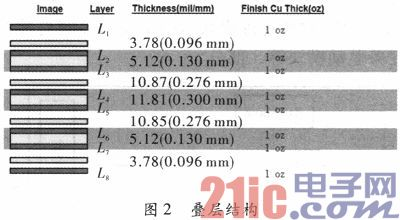 Image Layer Thickness(mil/mm) Finish Cu Thick(oz)
L1 1 oz
3.78(0.096 mm)
L2 1 oz
5.12(0.130 mm)
L3 1 oz
10.87(0.276 mm)
L4 1 oz
11.81(0.300 mm)
L5 1 oz
10.85(0.276 mm)
L6 1 oz
5.12(0.130 mm)
L7 1 oz
3.78(0.096 mm)
L8 1 oz
图 2 叠层结构
21ic电子网